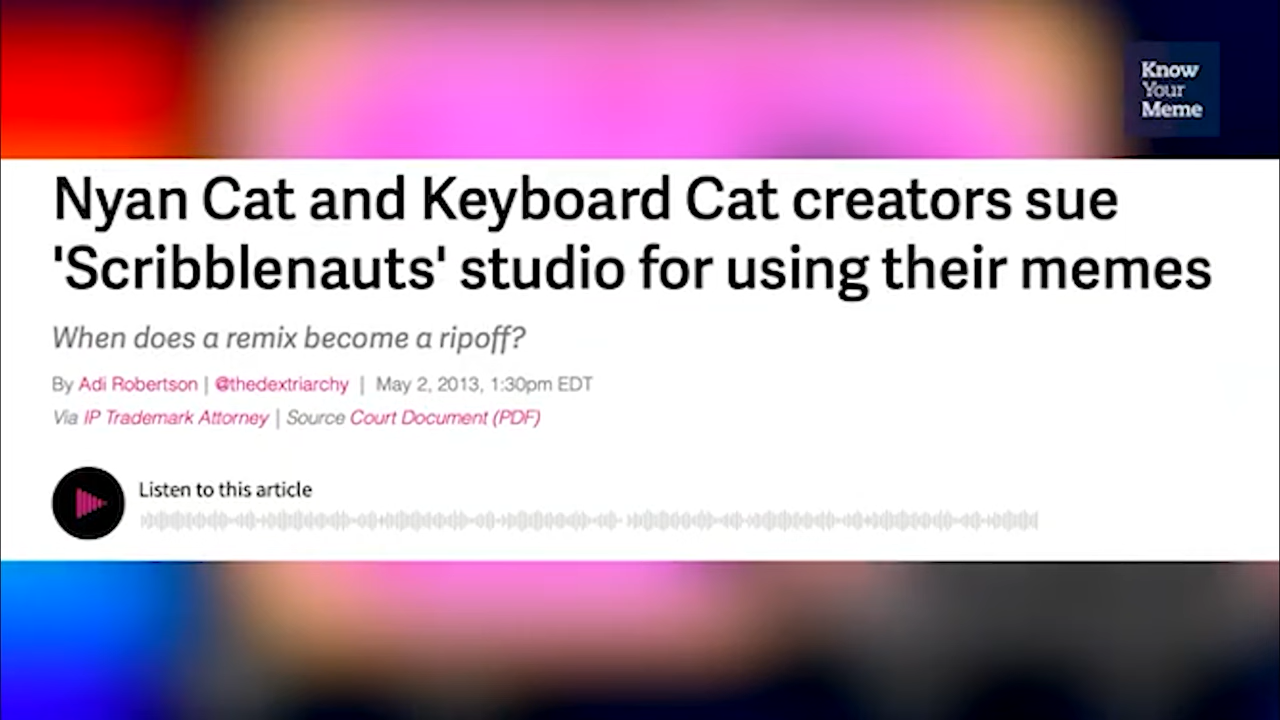 Know
Your
Meme
Nyan Cat and Keyboard Cat creators sue
'Scribblenauts' studio for using their memes
When does a remix become a ripoff?
By Adi Robertson | @thedextriarchy | May 2, 2013, 1:30pm EDT
Via IP Trademark Attorney | Source Court Document (PDF)
Listen to this article